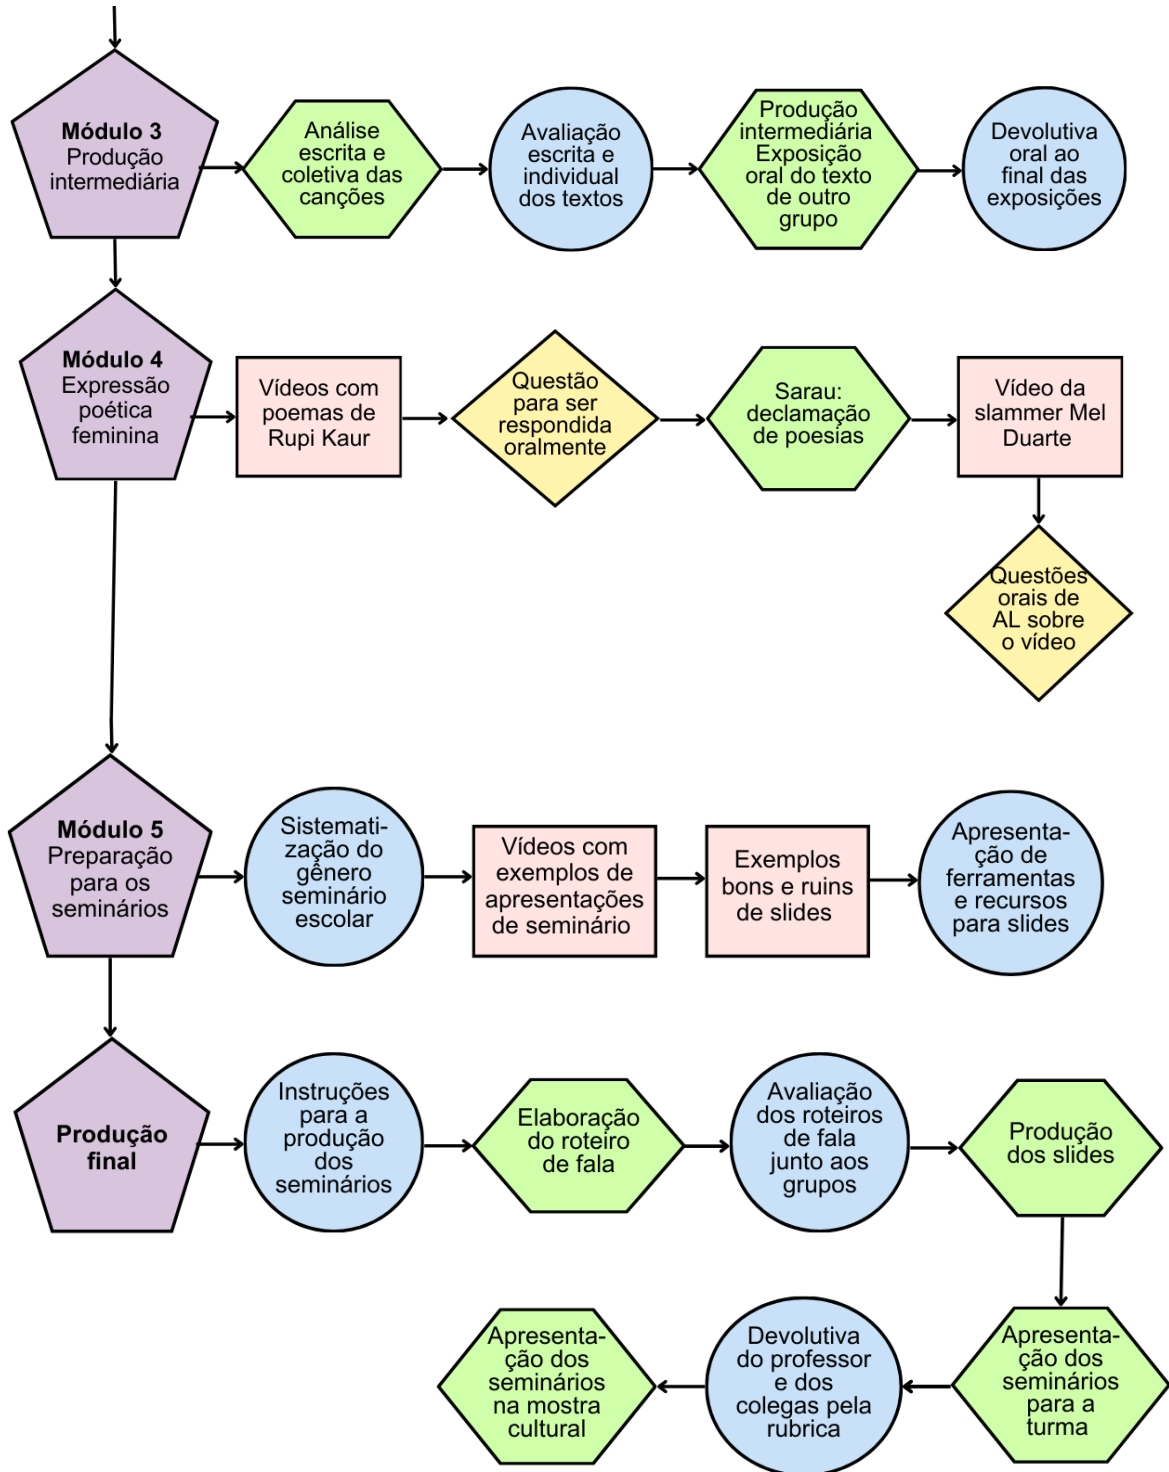 Módulo 3
Produção
intermediária
Análise
escrita e
coletiva das
canções
Avaliação
escrita e
individual
dos textos
Produção
intermediária
Exposição
oral do texto
de outro
grupo
Devolutiva
oral ao
final das
exposições
Módulo 4
Expressão
poética
feminina
Vídeos com
poemas de
Rupi Kaur
Questão
para ser
respondida
oralmente
Sarau:
declamação
de poesias
Vídeo da
slammer Mel
Duarte
Questões
orais de
AL sobre
o vídeo
Módulo 5
Preparação
para os
seminários
Sistemati-
zação do
gênero
seminário
escolar
Vídeos com
exemplos de
apresentações
de seminário
Exemplos
bons e ruins
de slides
Apresenta-
ção de
ferramentas
e recursos
para slides
Produção
final
Instruções
para a
produção
dos
seminários
Elaboração
do roteiro
de fala
Avaliação
dos roteiros
de fala
junto aos
grupos
Produção
dos slides
Apresenta-
ção dos
seminários
para a
turma
Devolutiva
do professor
e dos
colegas pela
rubrica
Apresenta-
ção dos
seminários
na mostra
cultural